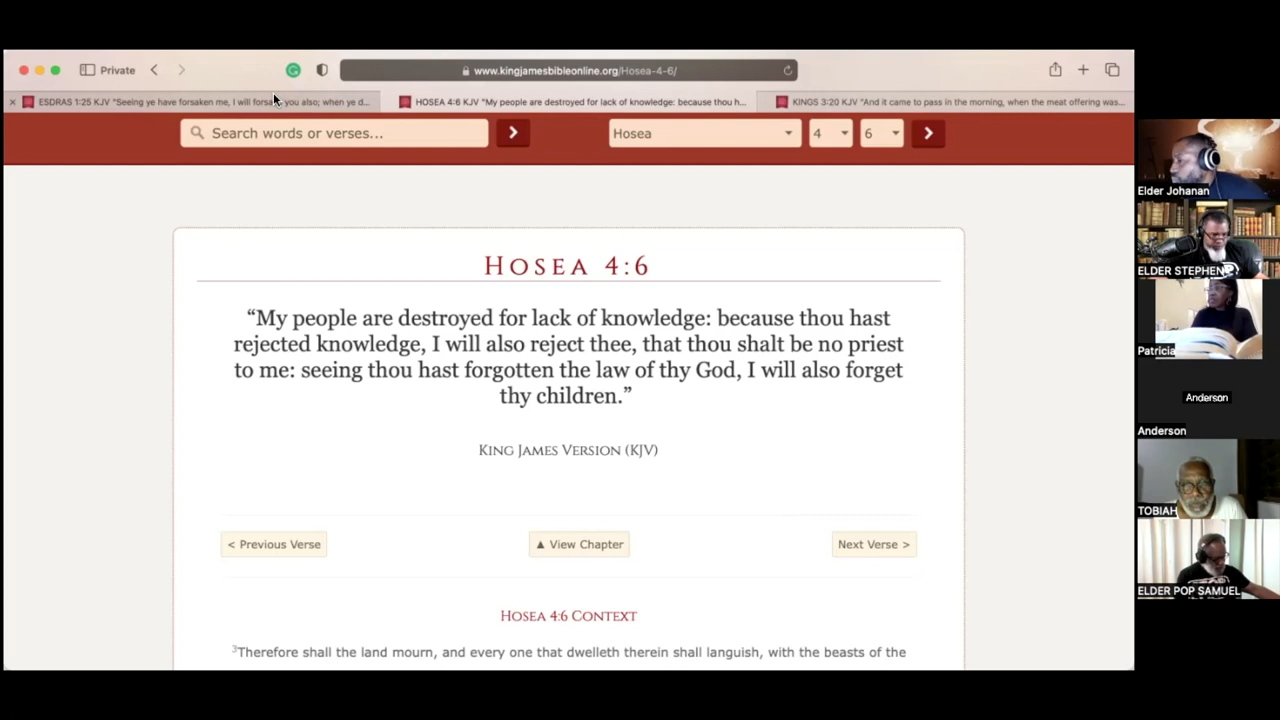 Private
www.kingjamesbibleonline.org/Hosea-4-6/
ESDRAS 1:25 KJV "Seeing ye have forsaken me, I will forsa you also; when ye d...
HOSEA 4:6 KJV "My people are destroyed for lack of knowledge: because thou h...
KINGS 3:20 KJV "And it came to pass in the morning, when the meat offering was...
Search words or verses...
Hosea
4
6
Hosea 4:6
“My people are destroyed for lack of knowledge: because thou hast
rejected knowledge, I will also reject thee, that thou shalt be no priest
to me: seeing thou hast forgotten the law of thy God, I will also forget
thy children.”
King James Version (KJV)
< Previous Verse
▲ View Chapter
Next Verse >
Hosea 4:6 Context
3Therefore shall the land mourn, and every one that dwelleth therein shall languish, with the beasts of the
Elder Johanan
ELDER STEPHEN
Patricia
Anderson
Anderson
TOBIAH
ELDER POP SAMUEL